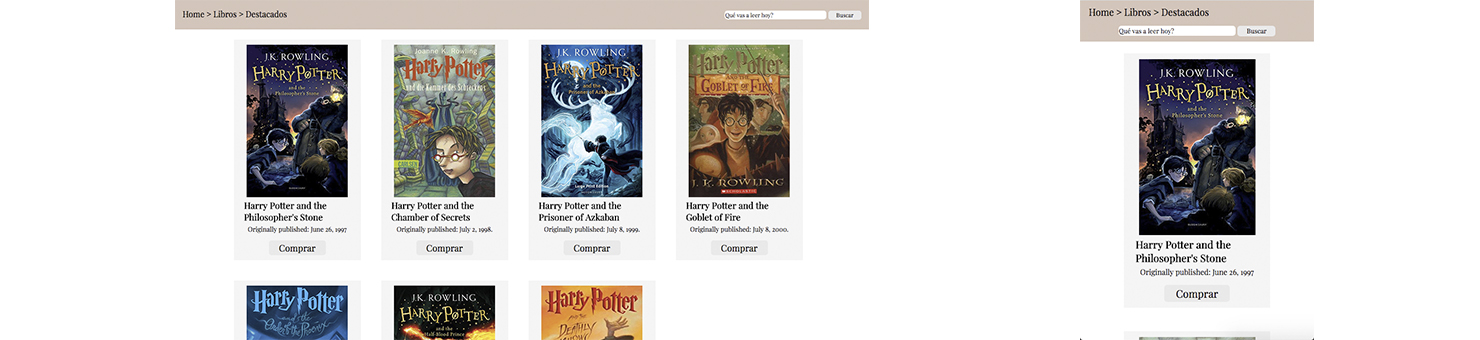 Home > Libros > Destacados
Qué vas a leer hoy?
Buscar
J.K. ROWLING
HARRY POTTER
and the
Philosopher's Stone
Harry Potter and the
Philosopher's Stone
Originally published: June 26, 1997
Comprar
Joanne K. Rowling
Harry Potter
und die Kammer des Schreckens
CARLSEN
Harry Potter and the
Chamber of Secrets
Originally published: July 2, 1998.
Comprar
J.K. ROWLING
HARRY POTTER
and the
Prisoner of Azkaban
Large Print Edition
Harry Potter and the
Prisoner of Azkaban
Originally published: July 8, 1999.
Comprar
Harry Potter
AND THE
GOBLET OF FIRE
J. K. ROWLING
SCHOLASTIC
Harry Potter and the
Goblet of Fire
Originally published: July 8, 2000.
Comprar
Harry Potter
and the
Order of the Phoenix
J.K. ROWLING
HARRY POTTER
and the
Half-Blood Prince
Harry Potter
AND THE
DEATHLY
Home > Libros > Destacados
Qué vas a leer hoy?
Buscar
J.K. ROWLING
HARRY POTTER
and the
Philosopher's Stone
BLOOMSBURY
Harry Potter and the
Philosopher's Stone
Originally published: June 26, 1997
Comprar